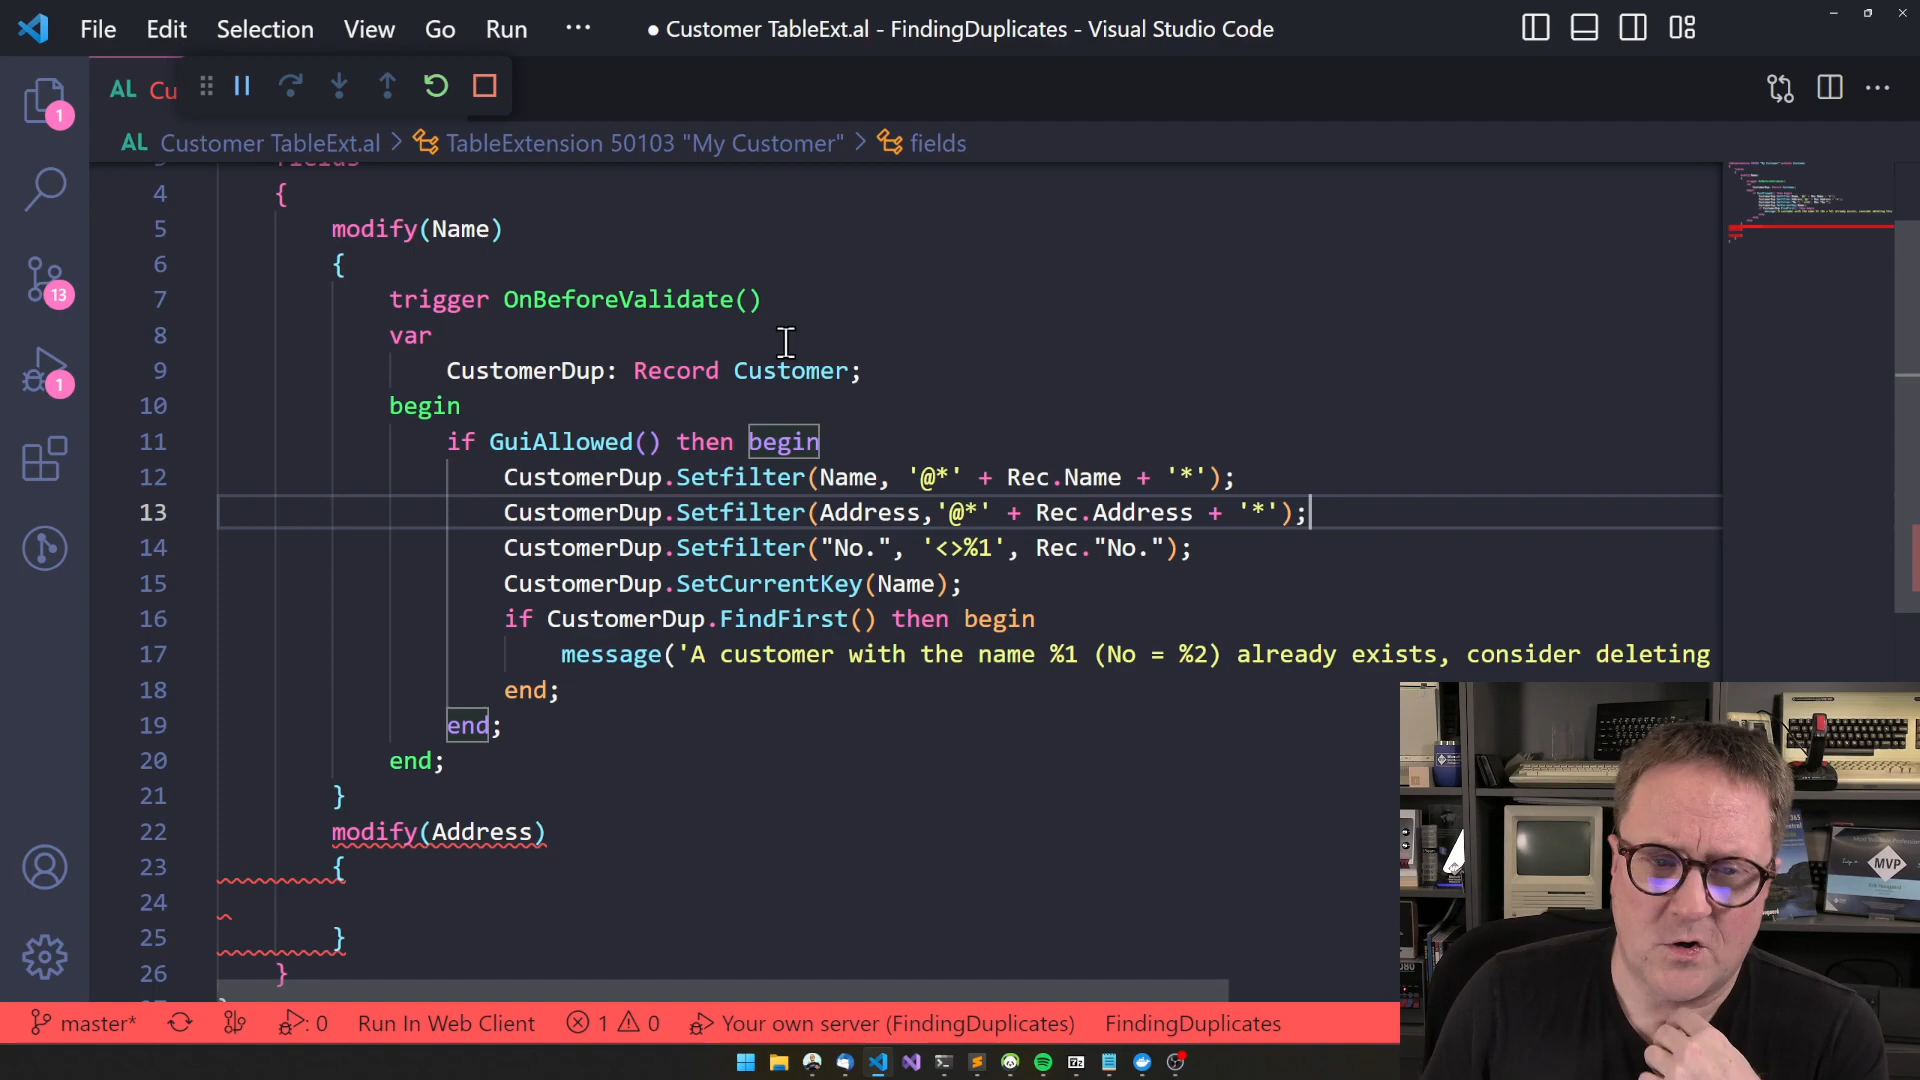 File Edit Selection View Go Run ··· ● Customer TableExt.al - FindingDuplicates - Visual Studio Code
AL Cu
AL Customer TableExt.al > TableExtension 50103 "My Customer" > fields
1
13
1
4 {
5 modify(Name)
6 {
7 trigger OnBeforeValidate()
8 var
9 CustomerDup: Record Customer;
10 begin
11 if GuiAllowed() then begin
12 CustomerDup.Setfilter(Name, '@*' + Rec.Name + '*');
13 CustomerDup.Setfilter(Address,'@*' + Rec.Address + '*');
14 CustomerDup.Setfilter("No.", '<>%1', Rec."No.");
15 CustomerDup.SetCurrentKey(Name);
16 if CustomerDup.FindFirst() then begin
17 message('A customer with the name %1 (No = %2) already exists, consider deleting
18 end;
19 end;
20 end;
21 }
22 modify(Address)
23 {
24
25 }
26 }
MVP
master* 0 Run In Web Client 1 0 Your own server (FindingDuplicates) FindingDuplicates